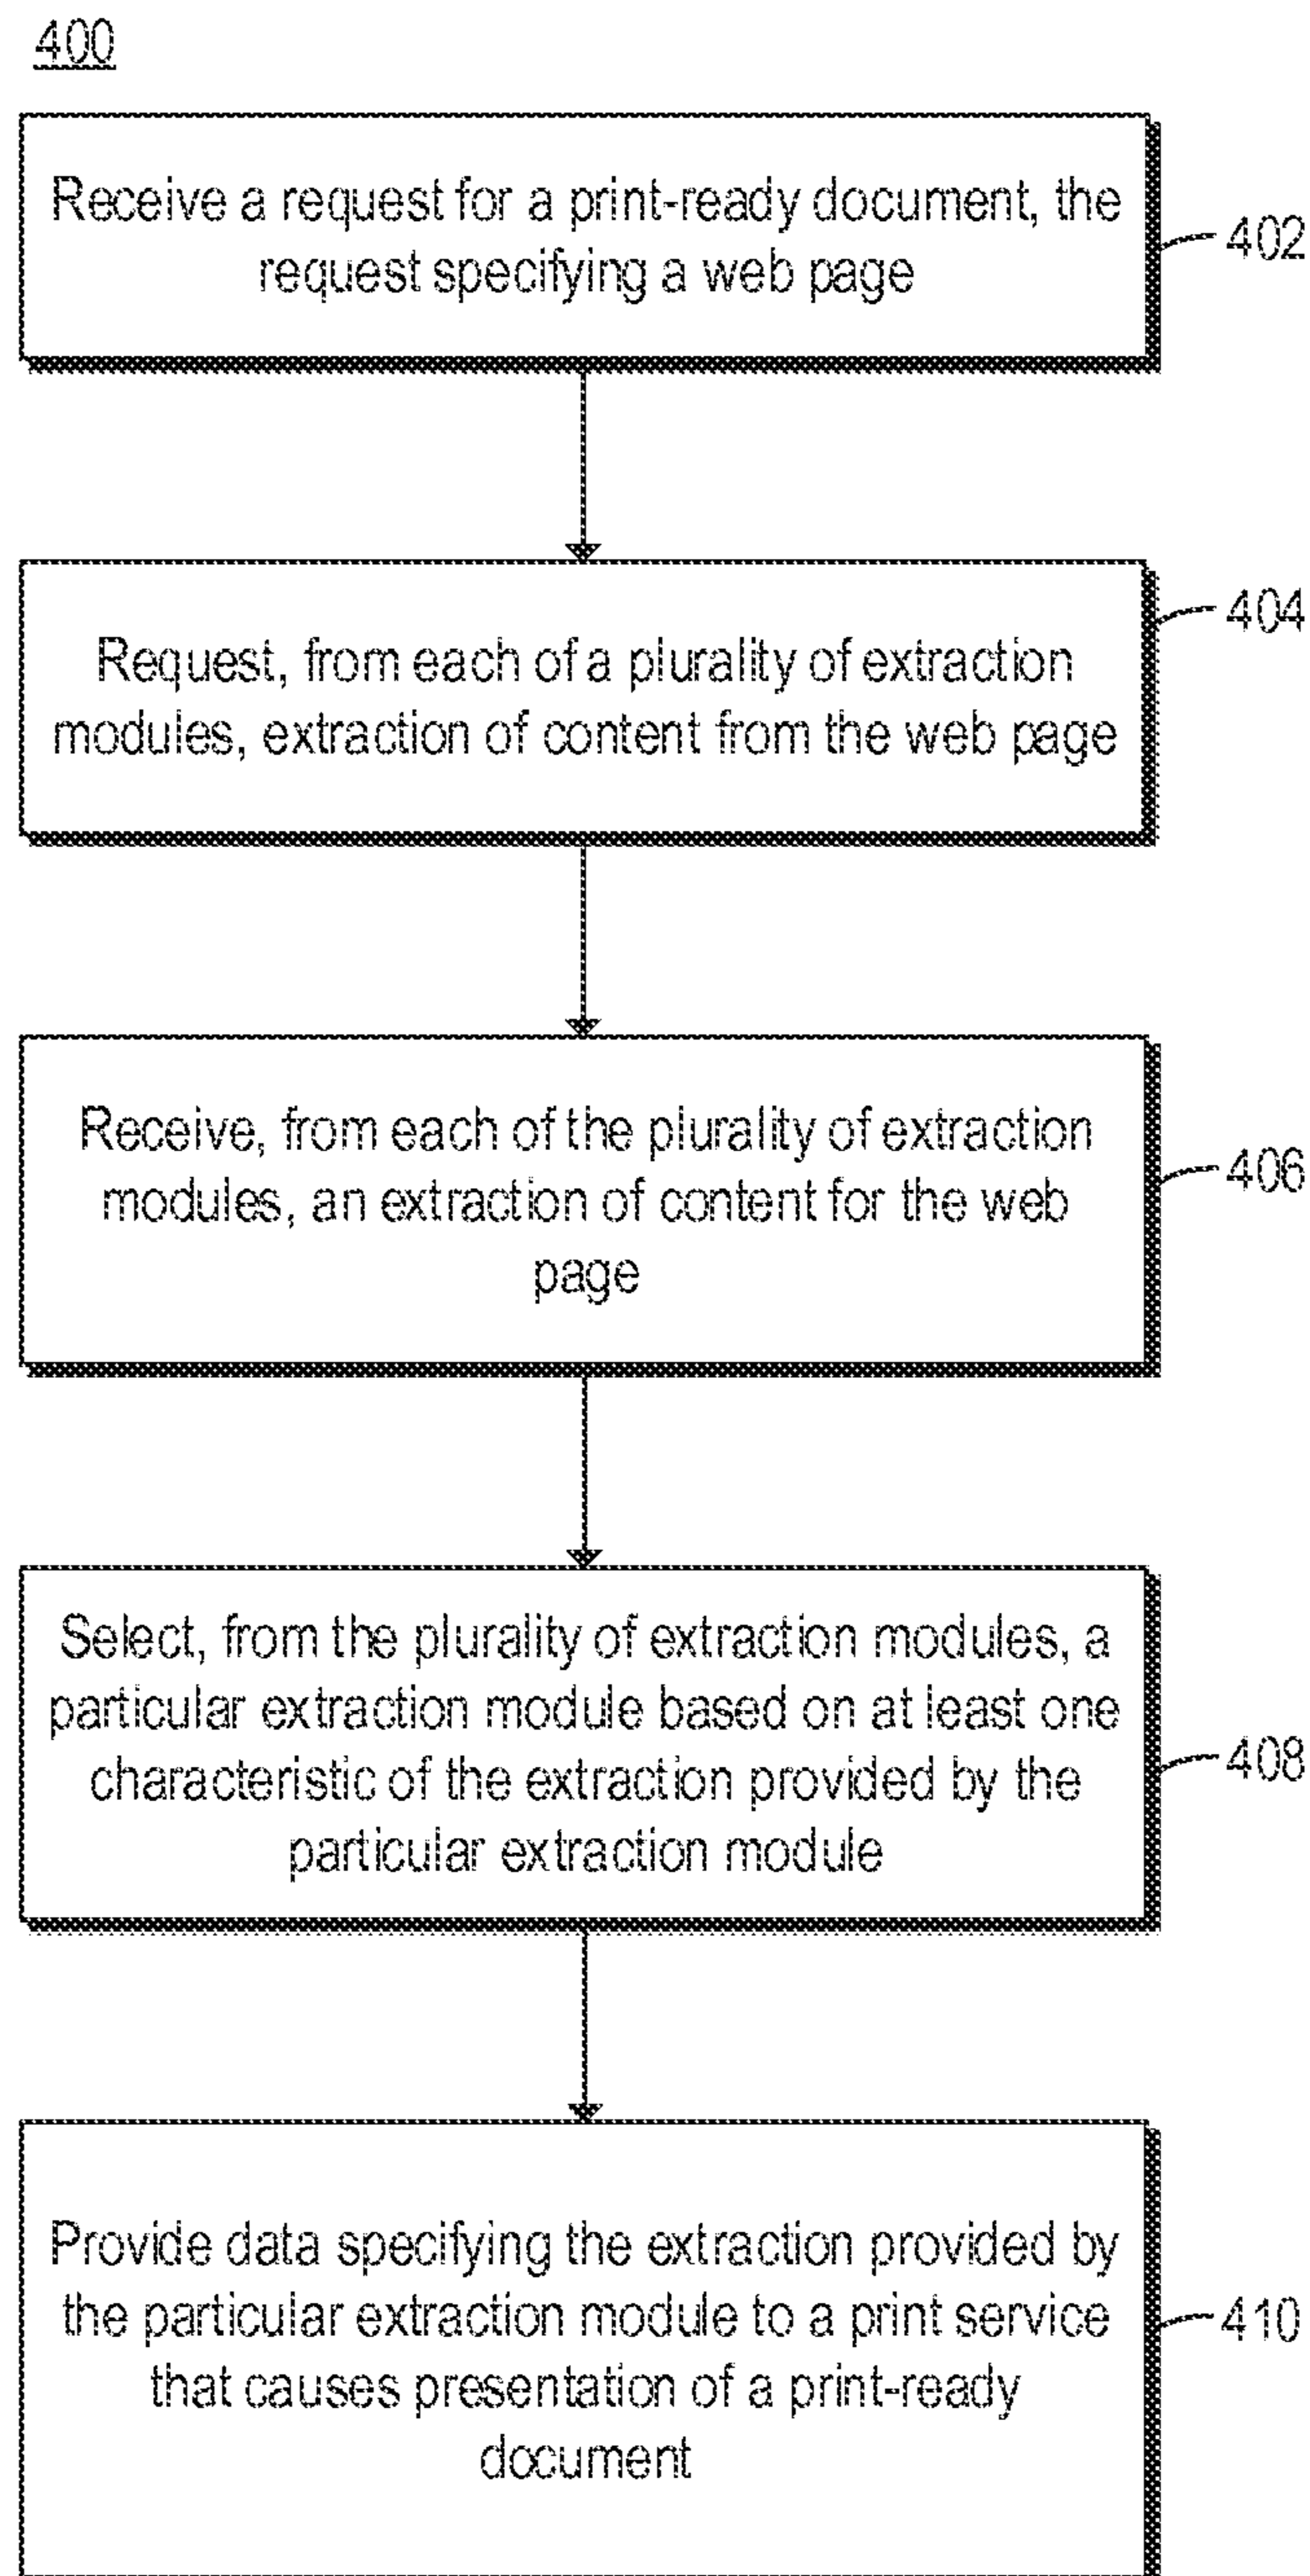 400
Receive a request for a print-ready document, the
request specifying a web page
402
Request, from each of a plurality of extraction
modules, extraction of content from the web page
404
Receive, from each of the plurality of extraction
modules, an extraction of content for the web
page
406
Select, from the plurality of extraction modules, a
particular extraction module based on at least one
characteristic of the extraction provided by the
particular extraction module
408
Provide data specifying the extraction provided by
the particular extraction module to a print service
that causes presentation of a print-ready
document
410